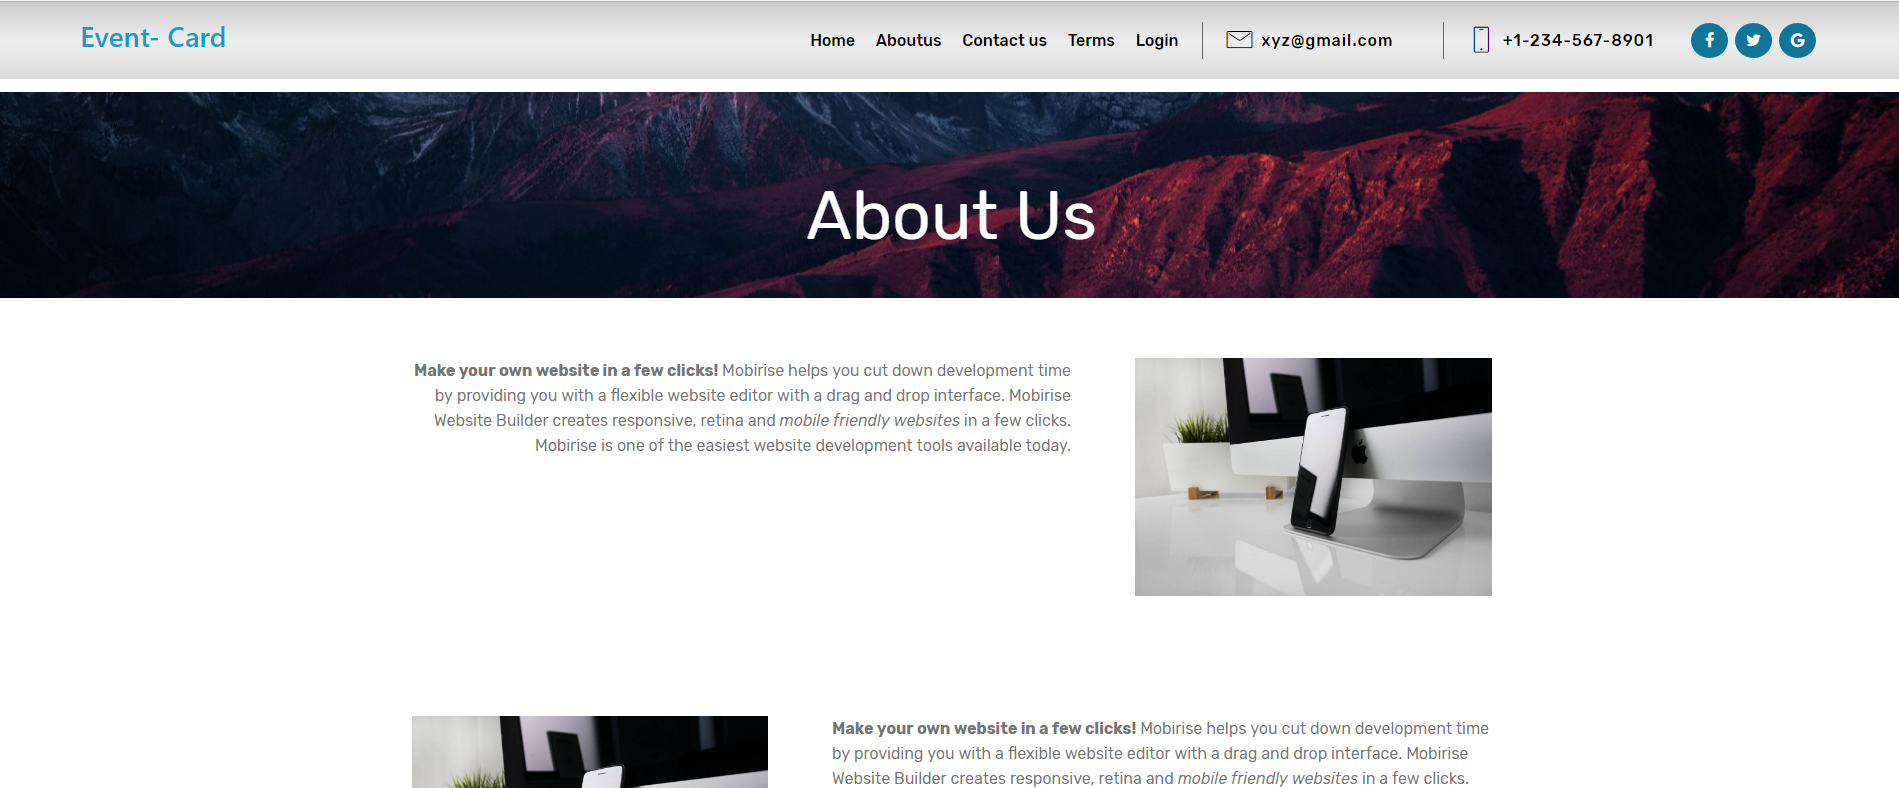 Event- Card
Home Aboutus Contact us Terms Login xyz@gmail.com +1-234-567-8901
About Us
Make your own website in a few clicks! Mobirise helps you cut down development time
by providing you with a flexible website editor with a drag and drop interface. Mobirise
Website Builder creates responsive, retina and mobile friendly websites in a few clicks.
Mobirise is one of the easiest website development tools available today.
Make your own website in a few clicks! Mobirise helps you cut down development time
by providing you with a flexible website editor with a drag and drop interface. Mobirise
Website Builder creates responsive, retina and mobile friendly websites in a few clicks.